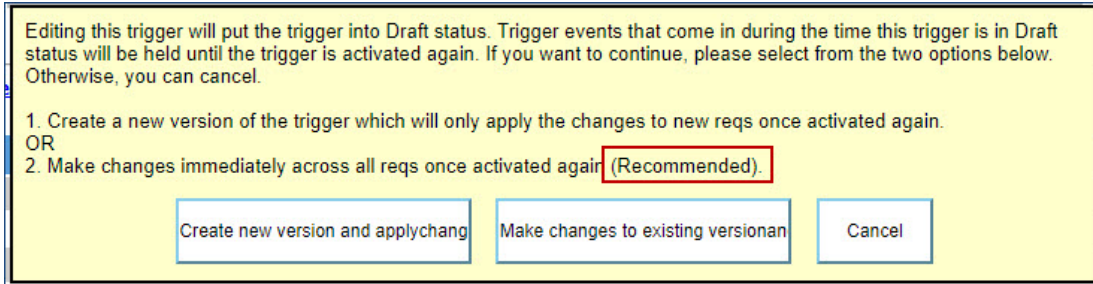 Editing this trigger will put the trigger into Draft status. Trigger events that come in during the time this trigger is in Draft
status will be held until the trigger is activated again. If you want to continue, please select from the two options below.
Otherwise, you can cancel.
1. Create a new version of the trigger which will only apply the changes to new reqs once activated again.
OR
2. Make changes immediately across all reqs once activated again (Recommended).
Create new version and applychang Make changes to existing versionan Cancel